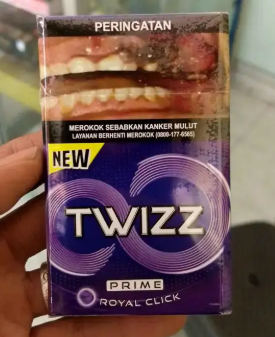 PERINGATAN
MEROKOK SEBABKAN KANKER MULUT
LAYANAN BERHENTI MEROKOK (0800-177-6565)
NEW
TWIZZ
PRIME
ROYAL CLICK